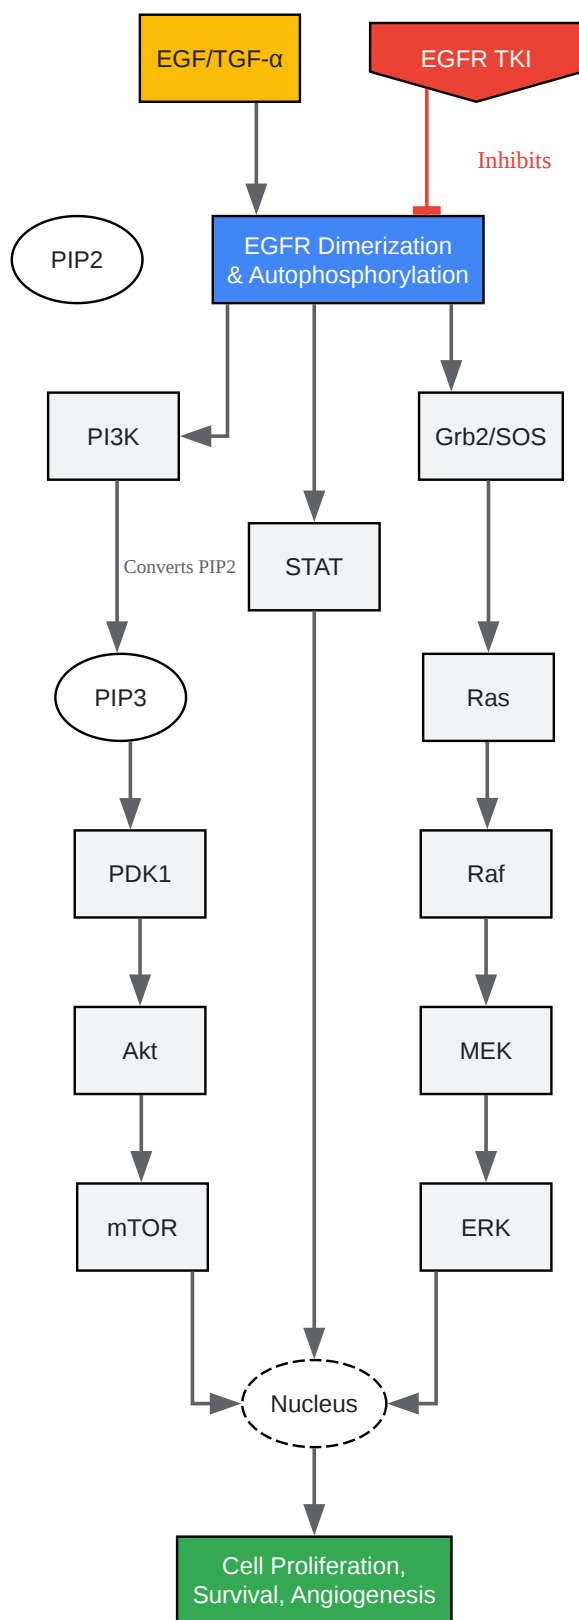 EGF/TGF-α
EGFR TKI
Inhibits
EGFR Dimerization
& Autophosphorylation
PIP2
PI3K
Grb2/SOS
Converts PIP2
STAT
PIP3
Ras
PDK1
Raf
Akt
MEK
mTOR
ERK
Nucleus
Cell Proliferation,
Survival, Angiogenesis